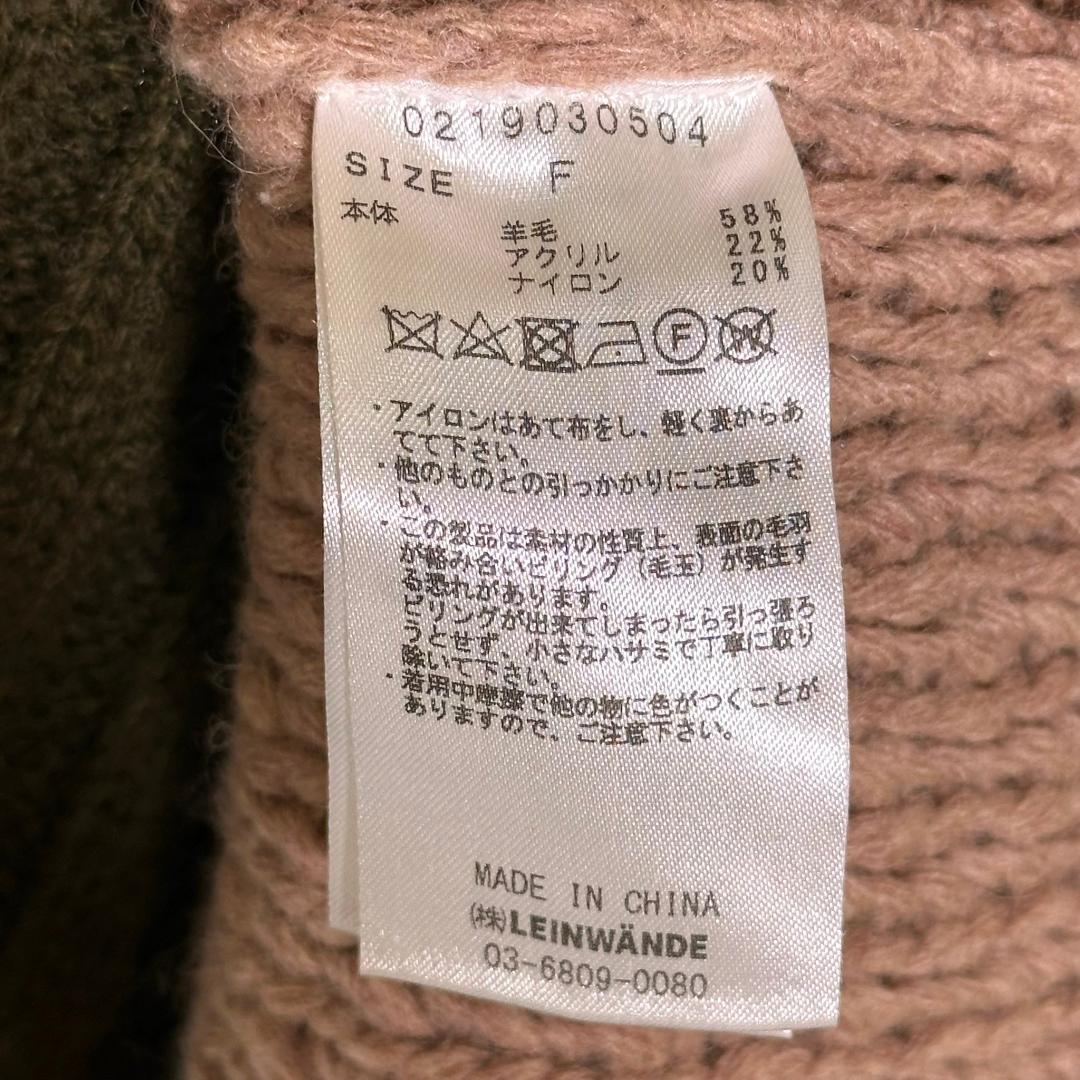 0219030504
SIZE F
本体
羊毛 58%
アクリル 22%
ナイロン 20%
F W
・アイロンはあて布をし、軽く裏からあ
てて下さい。
・他のものとの引っかかりにご注意下さ
い。
・この製品は素材の性質上、表面の毛羽
が絡み合いピリング(毛玉)が発生す
る恐れがあります。
ピリングが出来てしまったら引っ張ろ
うとせず、小さなハサミで丁寧に取り
除いて下さい。
・着用中摩擦で他の物に色がつくことが
ありますので、ご注意下さい。
MADE IN CHINA
(株)LEINWÄNDE
03-6809-0080